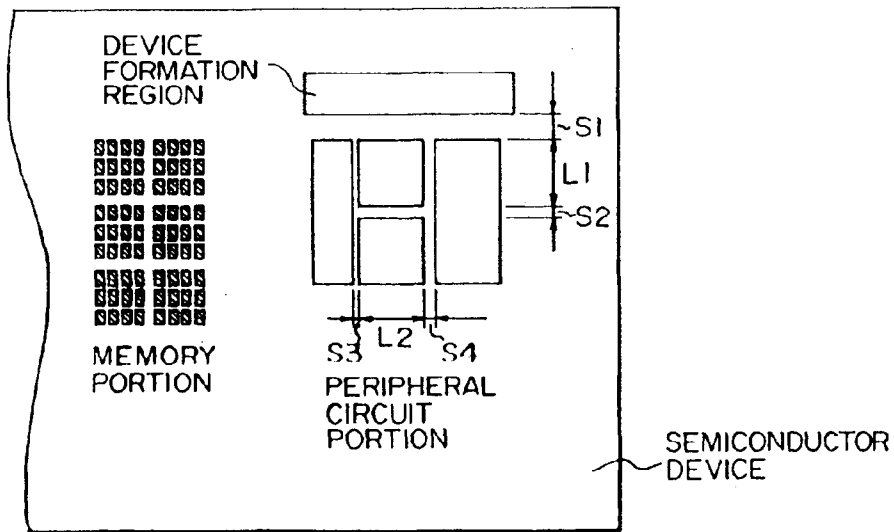 DEVICE
FORMATION
REGION
S1
L1
S2
S3
L2
S4
MEMORY
PORTION
PERIPHERAL
CIRCUIT
PORTION
SEMICONDUCTOR
DEVICE